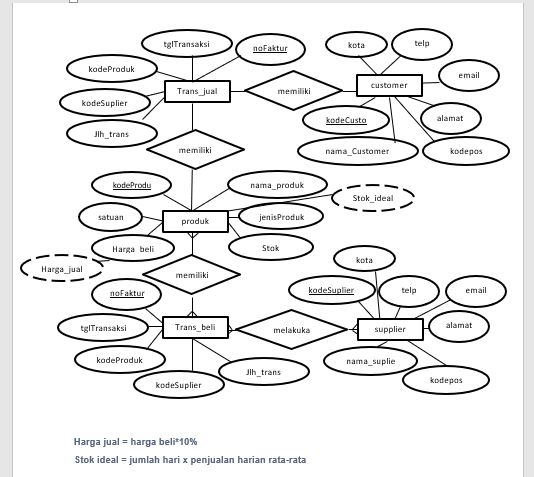 tglTransaksi
noFaktur
kota
telp
kodeProduk
email
Trans_jual
memiliki
customer
kodeSuplier
kodeCusto
alamat
Jlh_trans
memiliki
nama_Customer
kodepos
kodeProdu
nama_produk
Stok_ideal
satuan
produk
jenisProduk
Harga_beli
Stok
Harga_jual
memiliki
kota
noFaktur
kodeSuplier
telp
email
tglTransaksi
Trans_beli
melakuka
supplier
alamat
kodeProduk
nama_suplie
kodeSuplier
Jlh_trans
kodepos
Harga jual = harga beli*10%
Stok ideal = jumlah hari x penjualan harian rata-rata